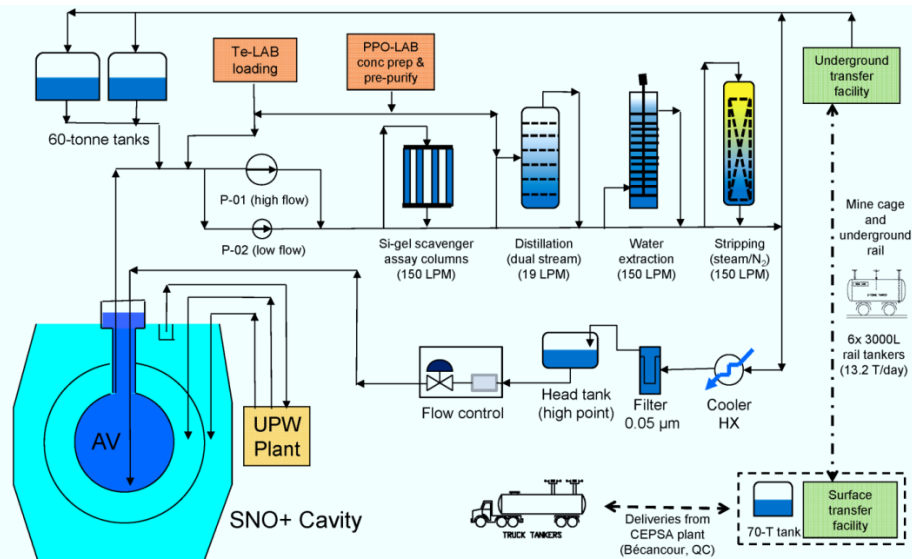 Te-LAB
loading
PPO-LAB
conc prep &
pre-purify
Underground
transfer
facility
60-tonne tanks
P-01 (high flow)
P-02 (low flow)
Si-gel scavenger
assay columns
(150 LPM)
Distillation
(dual stream)
(19 LPM)
Water
extraction
(150 LPM)
Stripping
(steam/N2)
(150 LPM)
Mine cage
and
underground
rail
6x 3000L
rail tankers
(13.2 T/day)
Flow control
Head tank
(high point)
Filter
0.05 µm
Cooler
HX
AV
UPW
Plant
SNO+ Cavity
TRUCK TANKERS
Deliveries from
CEPSA plant
(Bécancour, QC)
70-T tank
Surface
transfer
facility